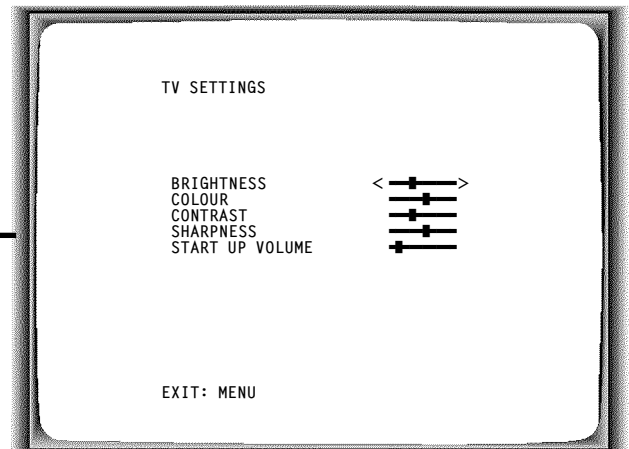 TV SETTINGS
BRIGHTNESS < >
COLOUR
CONTRAST
SHARPNESS
START UP VOLUME
EXIT: MENU